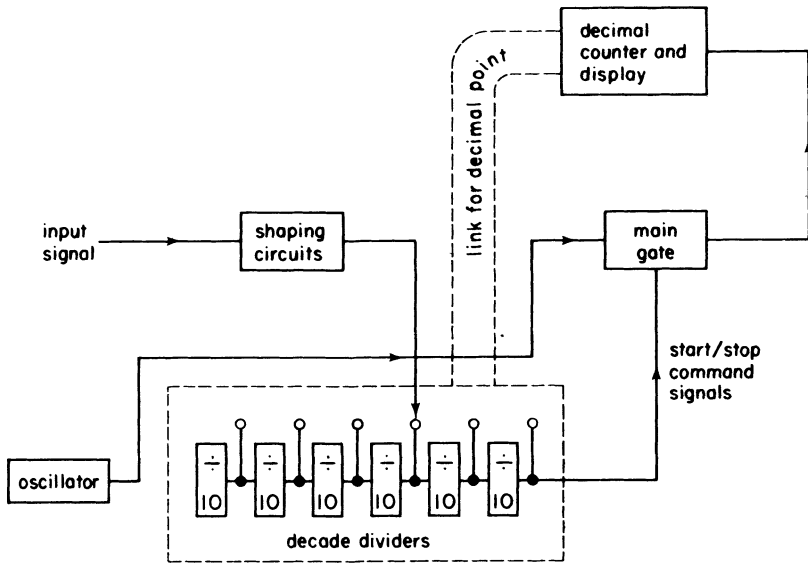 decimal
counter and
display
link for decimal point
input
signal
shaping
circuits
main
gate
start/stop
command
signals
oscillator
÷
10
÷
10
÷
10
÷
10
÷
10
÷
10
decade dividers